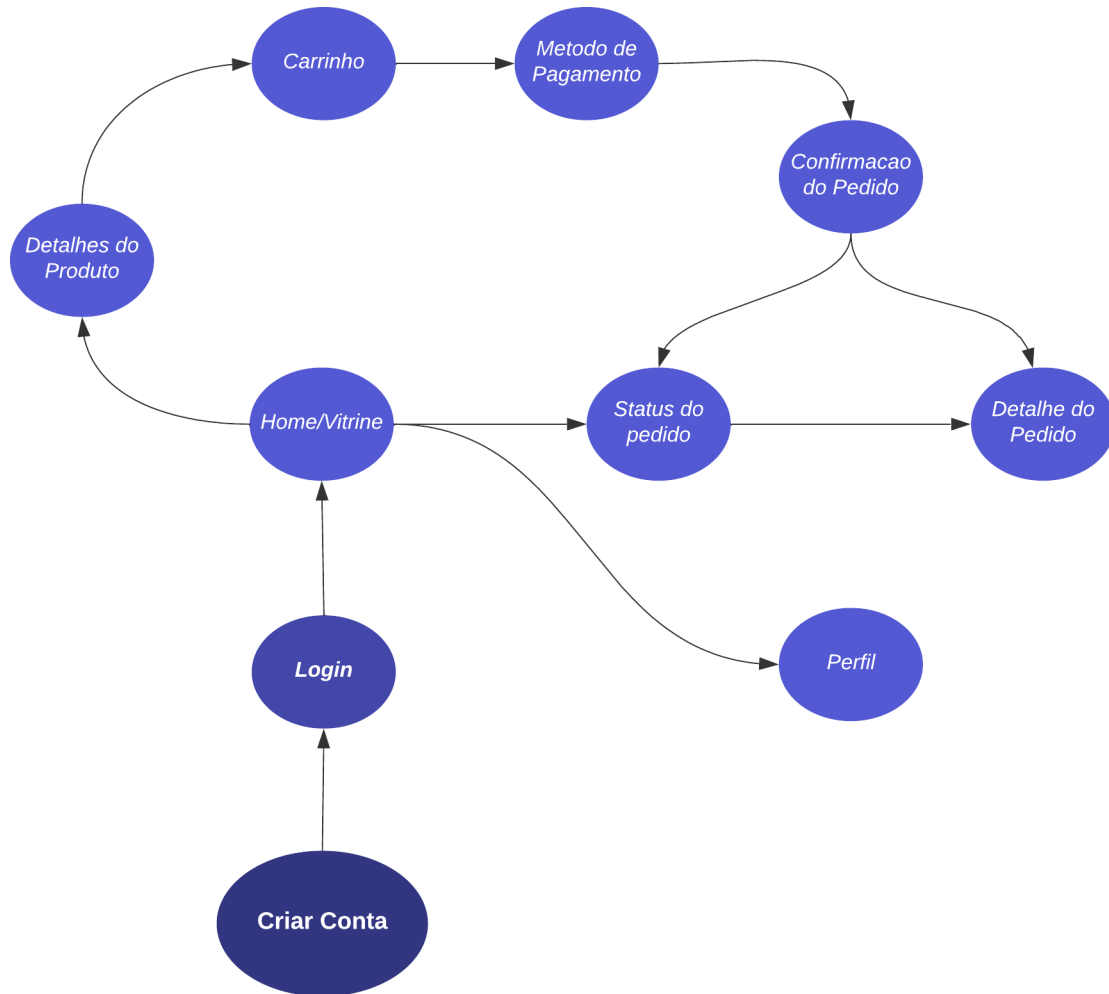 Carrinho
Metodo de
Pagamento
Confirmacao
do Pedido
Detalhes do
Produto
Home/Vitrine
Status do
pedido
Detalhe do
Pedido
Login
Perfil
Criar Conta